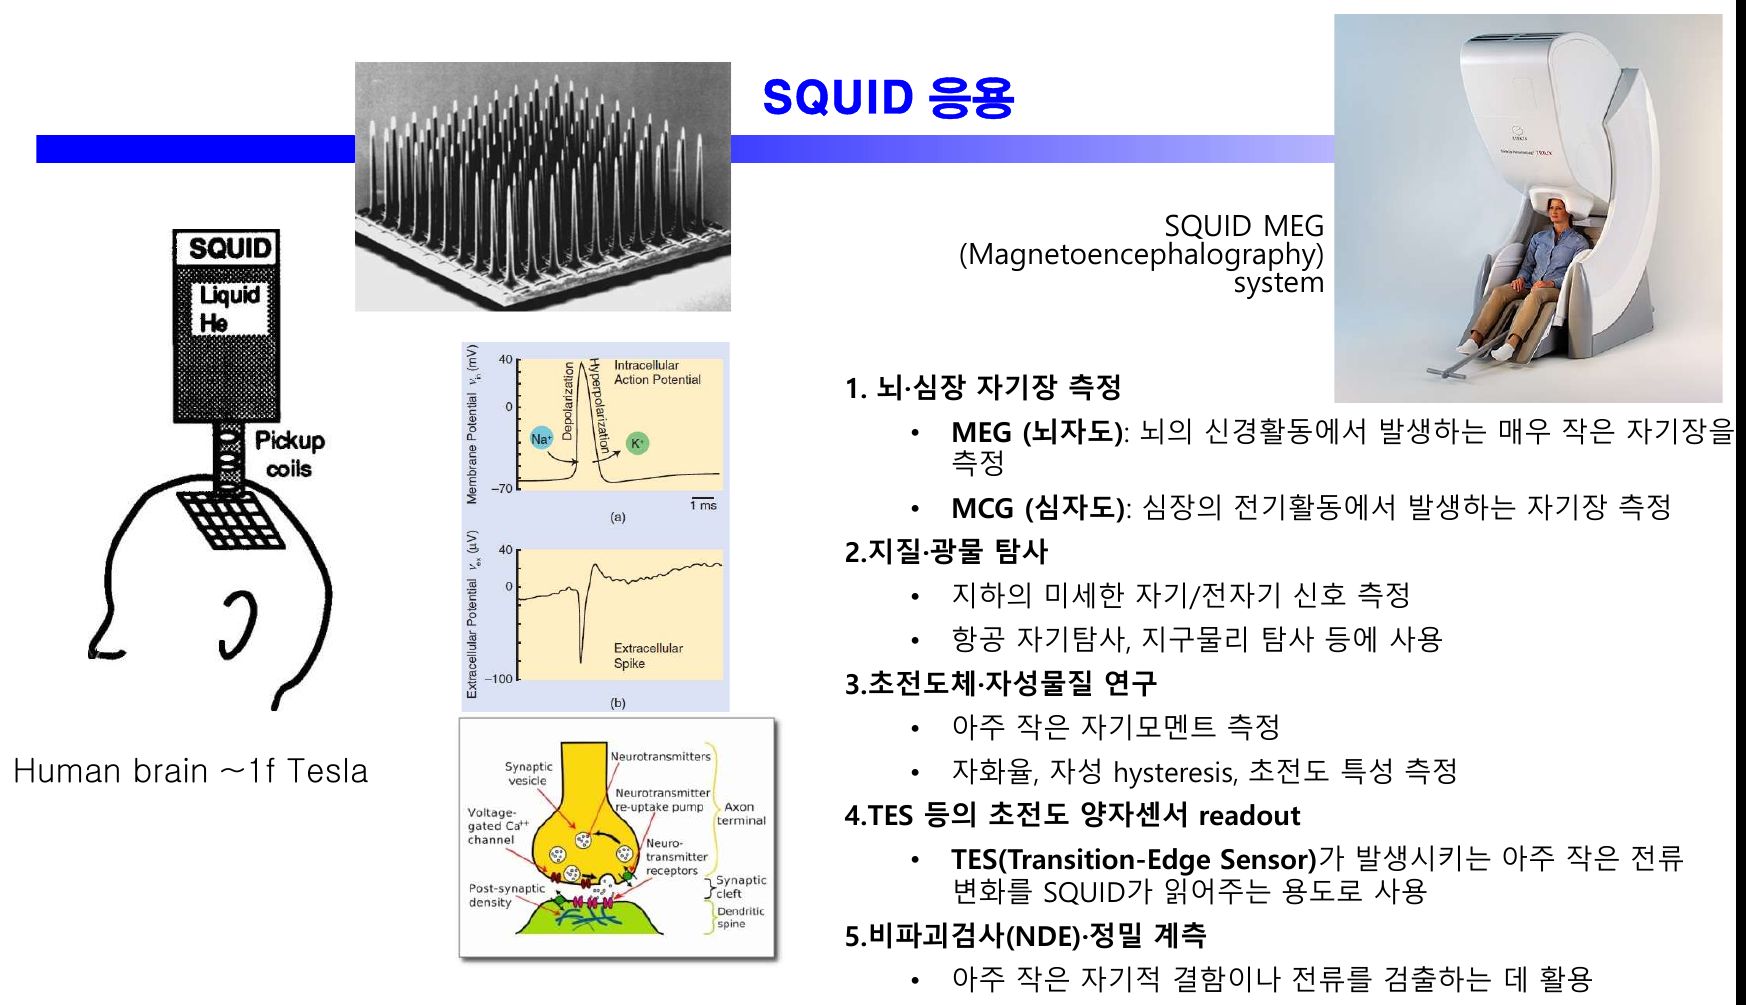 SQUID 응용
SQUID MEG
(Magnetoencephalography)
system
SQUID
Liquid
He
Pickup
coils
Human brain ~1f Tesla
Membrane Potential v_in (mV)
40
0
−70
Depolarization
Hyperpolarization
Intracellular
Action Potential
Na⁺
K⁺
1 ms
(a)
Extracellular Potential v_ex (μV)
40
0
−100
Extracellular
Spike
(b)
Synaptic
vesicle
Neurotransmitters
Neurotransmitter
re-uptake pump
Axon
terminal
Voltage-
gated Ca⁺⁺
channel
Neuro-
transmitter
receptors
Post-synaptic
density
Synaptic
cleft
Dendritic
spine
1. 뇌·심장 자기장 측정
• MEG (뇌자도): 뇌의 신경활동에서 발생하는 매우 작은 자기장을
측정
• MCG (심자도): 심장의 전기활동에서 발생하는 자기장 측정
2.지질·광물 탐사
• 지하의 미세한 자기/전자기 신호 측정
• 항공 자기탐사, 지구물리 탐사 등에 사용
3.초전도체·자성물질 연구
• 아주 작은 자기모멘트 측정
• 자화율, 자성 hysteresis, 초전도 특성 측정
4.TES 등의 초전도 양자센서 readout
• TES(Transition-Edge Sensor)가 발생시키는 아주 작은 전류
변화를 SQUID가 읽어주는 용도로 사용
5.비파괴검사(NDE)·정밀 계측
• 아주 작은 자기적 결함이나 전류를 검출하는 데 활용